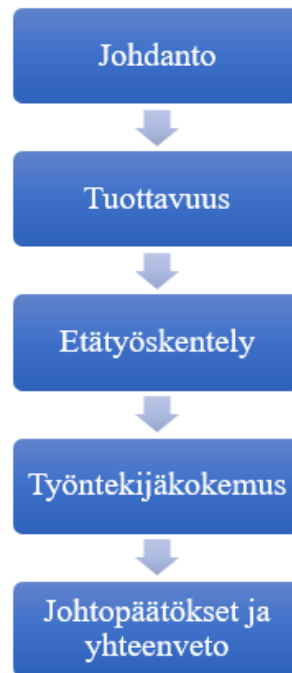 Johdanto
Tuottavuus
Etätyöskentely
Työntekijäkokemus
Johtopäätökset ja
yhteenveto